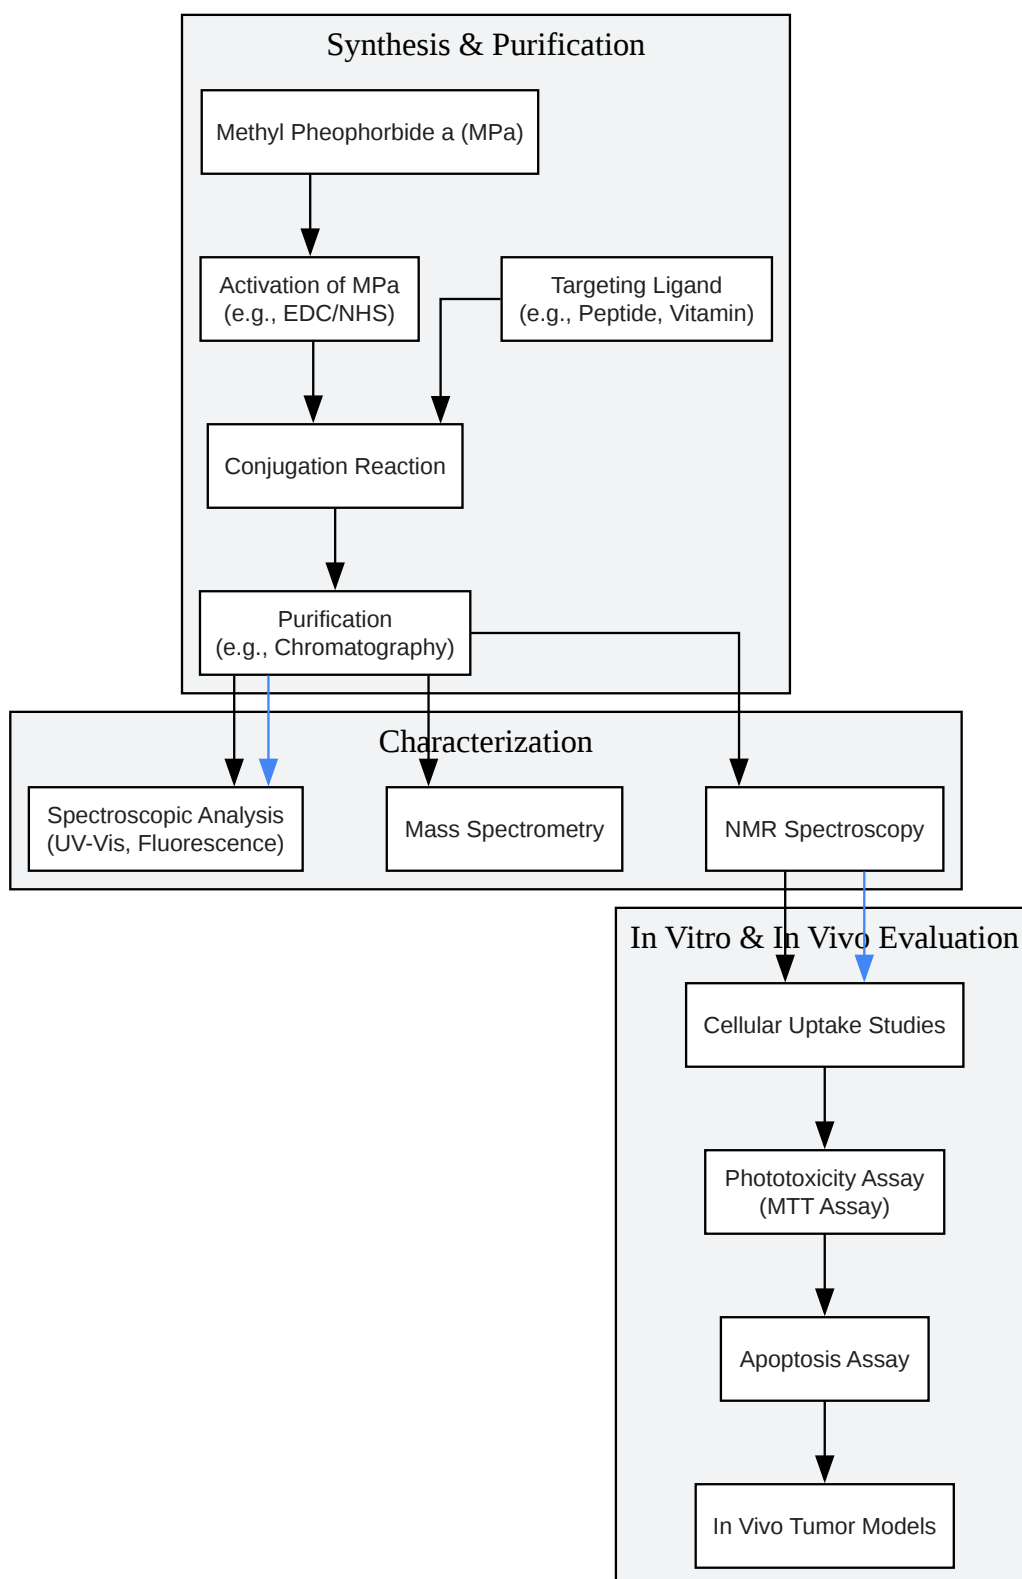 Synthesis & Purification
Methyl Pheophorbide a (MPa)
Activation of MPa
(e.g., EDC/NHS)
Targeting Ligand
(e.g., Peptide, Vitamin)
Conjugation Reaction
Purification
(e.g., Chromatography)
Characterization
Spectroscopic Analysis
(UV-Vis, Fluorescence)
Mass Spectrometry
NMR Spectroscopy
In Vitro & In Vivo Evaluation
Cellular Uptake Studies
Phototoxicity Assay
(MTT Assay)
Apoptosis Assay
In Vivo Tumor Models